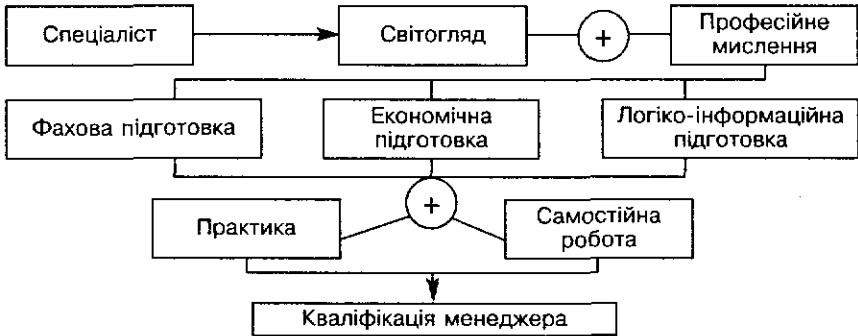 Спеціаліст
Світогляд
+
Професійне
мислення
Фахова підготовка
Економічна
підготовка
Логіко-інформаційна
підготовка
+
Практика
Самостійна
робота
Кваліфікація менеджера